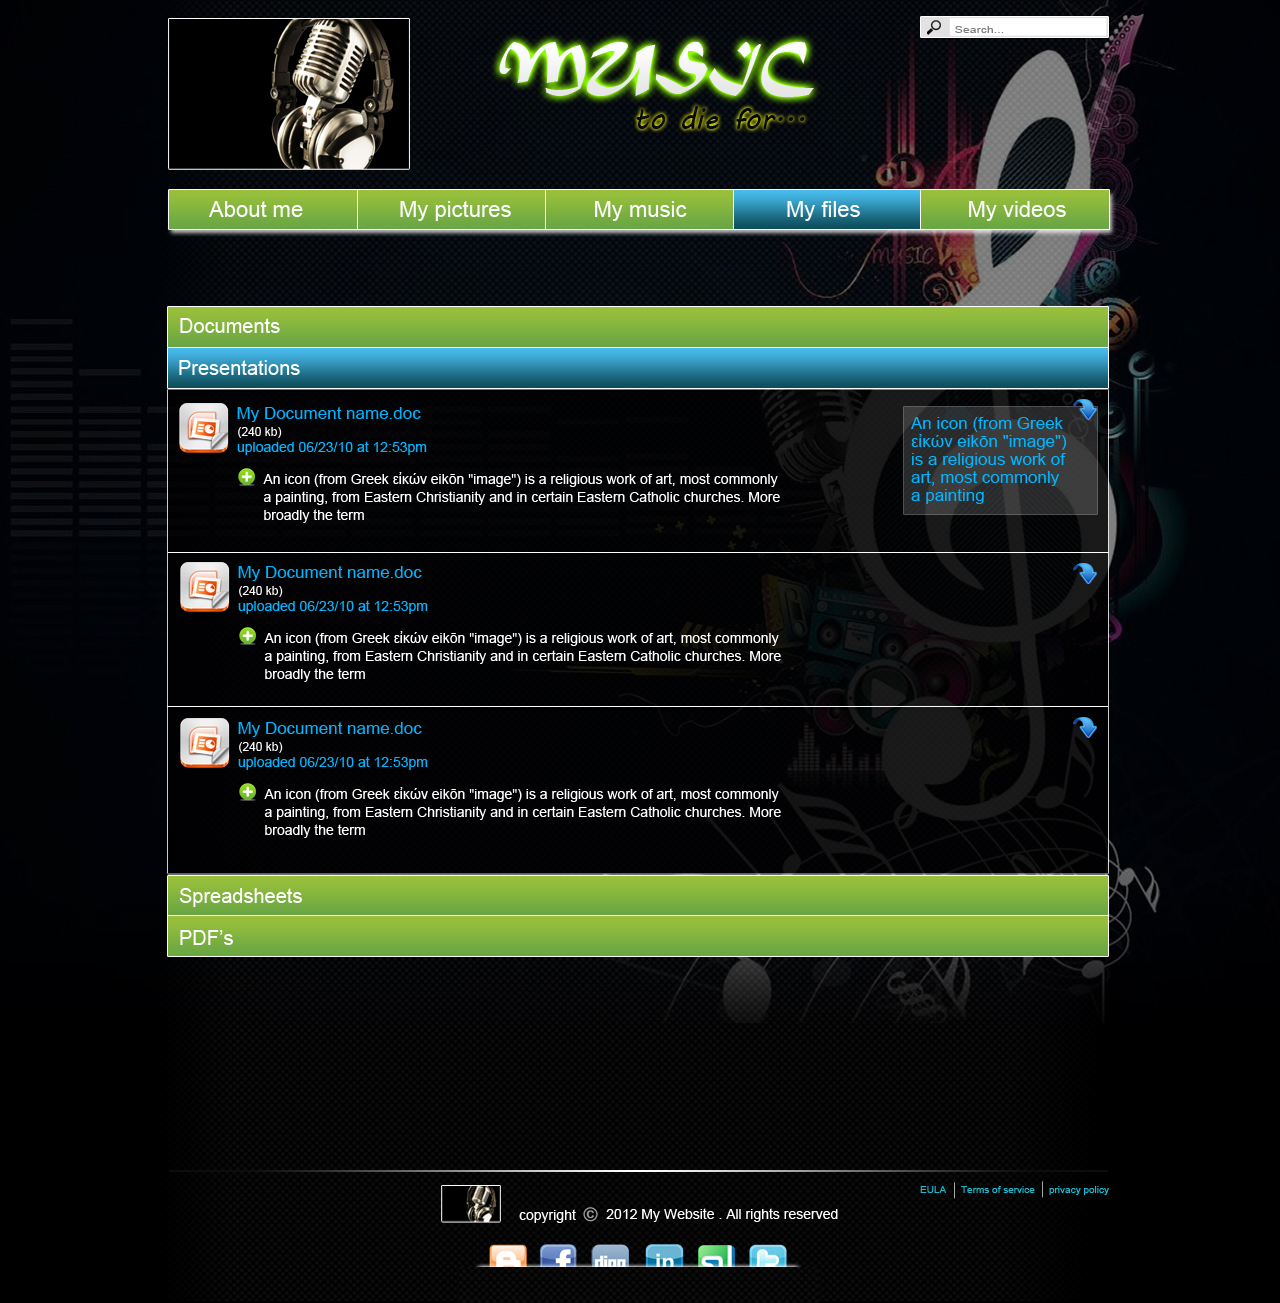 Search...
MUSIC
to die for...
About me
My pictures
My music
My files
My videos
MUSIC
Documents
Presentations
My Document name.doc
(240 kb)
uploaded 06/23/10 at 12:53pm
An icon (from Greek εἰκών eikōn "image") is a religious work of art, most commonly
a painting, from Eastern Christianity and in certain Eastern Catholic churches. More
broadly the term
An icon (from Greek
εἰκών eikōn "image")
is a religious work of
art, most commonly
a painting
My Document name.doc
(240 kb)
uploaded 06/23/10 at 12:53pm
An icon (from Greek εἰκών eikōn "image") is a religious work of art, most commonly
a painting, from Eastern Christianity and in certain Eastern Catholic churches. More
broadly the term
My Document name.doc
(240 kb)
uploaded 06/23/10 at 12:53pm
An icon (from Greek εἰκών eikōn "image") is a religious work of art, most commonly
a painting, from Eastern Christianity and in certain Eastern Catholic churches. More
broadly the term
Spreadsheets
PDF's
EULA
Terms of service
privacy policy
copyright © 2012 My Website . All rights reserved
digg
in